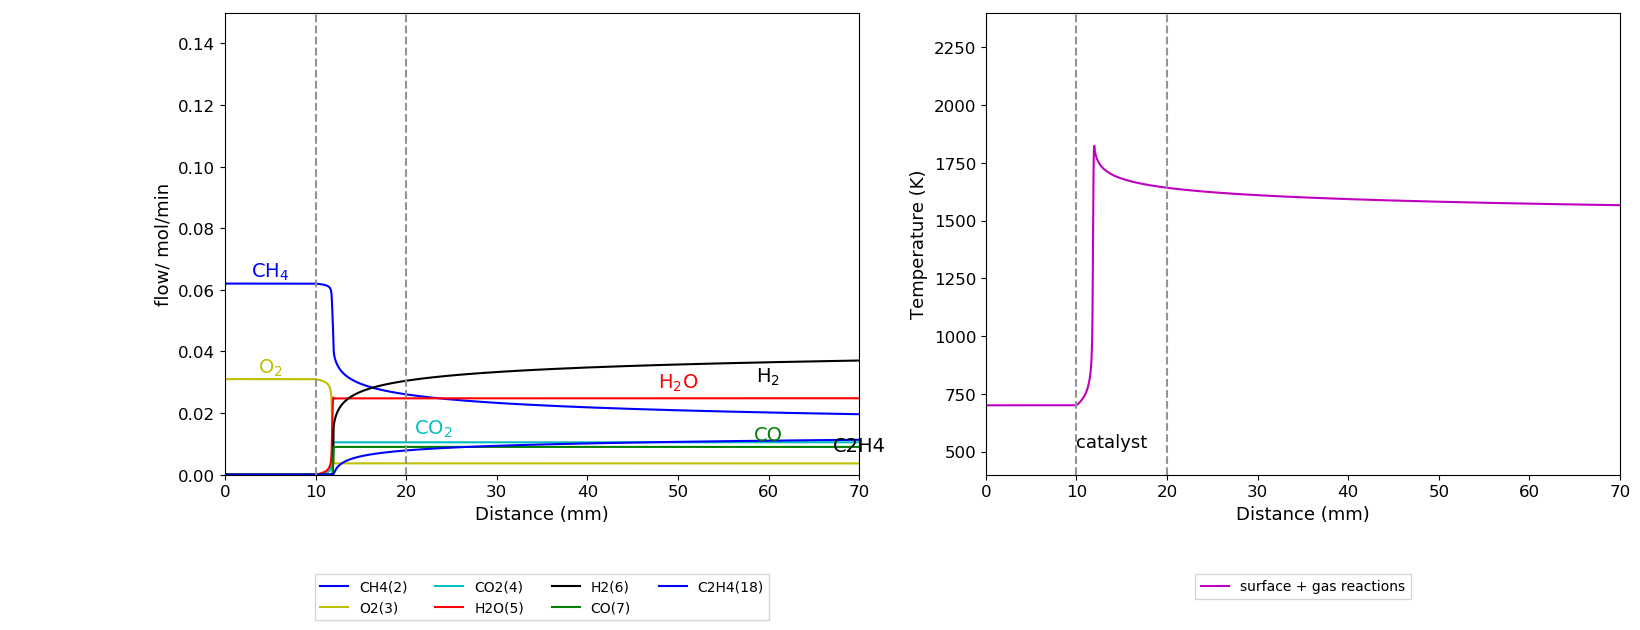 0.14
0.12
0.10
0.08
0.06
0.04
0.02
0.00
flow/ mol/min
CH₄
O₂
H₂O
H₂
CO₂
CO
C2H4
0 10 20 30 40 50 60 70
Distance (mm)
CH4(2) CO2(4) H2(6) C2H4(18)
O2(3) H2O(5) CO(7)
2250
2000
1750
1500
1250
1000
750
500
Temperature (K)
catalyst
0 10 20 30 40 50 60 70
Distance (mm)
surface + gas reactions